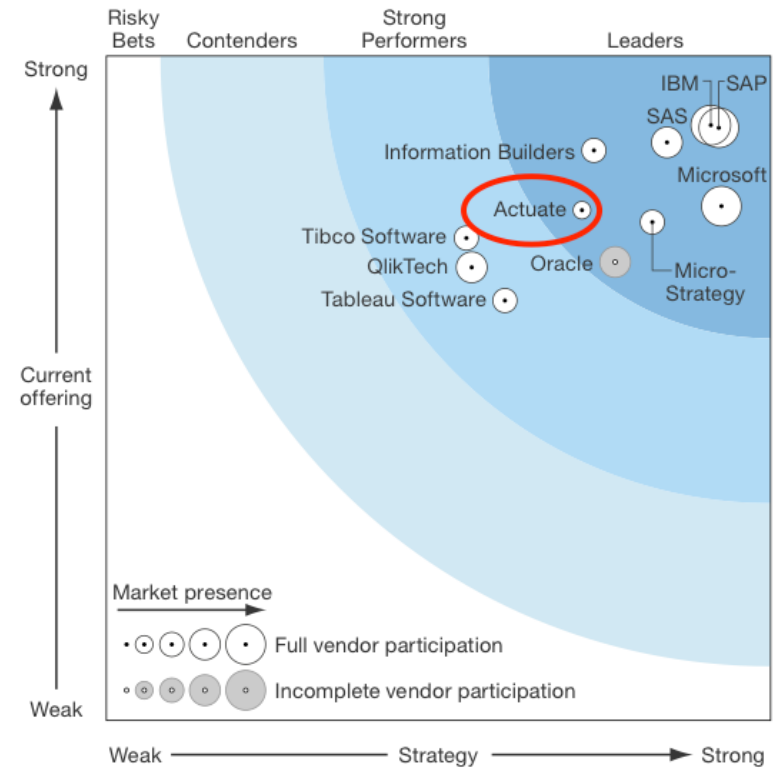 Risky
Bets
Contenders
Strong
Performers
Leaders
Strong
IBM
SAP
SAS
Information Builders
Microsoft
Actuate
Tibco Software
QlikTech
Oracle
Micro-
Strategy
Tableau Software
Current
offering
Market presence
Full vendor participation
Incomplete vendor participation
Weak
Weak
Strategy
Strong